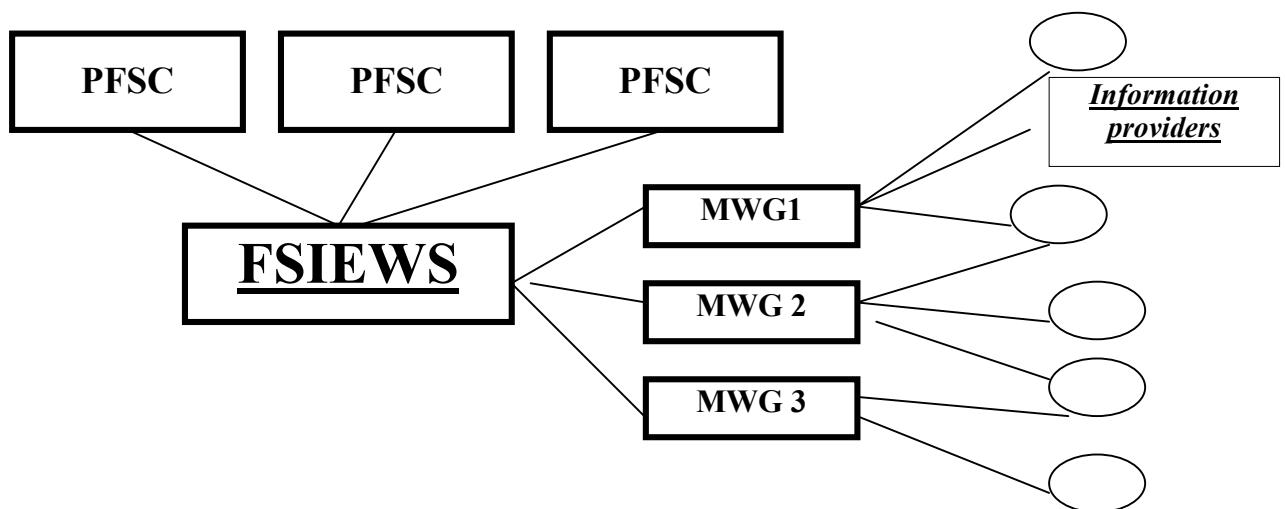 PFSC
PFSC
PFSC
Information
providers
MWG1
FSIEWS
MWG 2
MWG 3